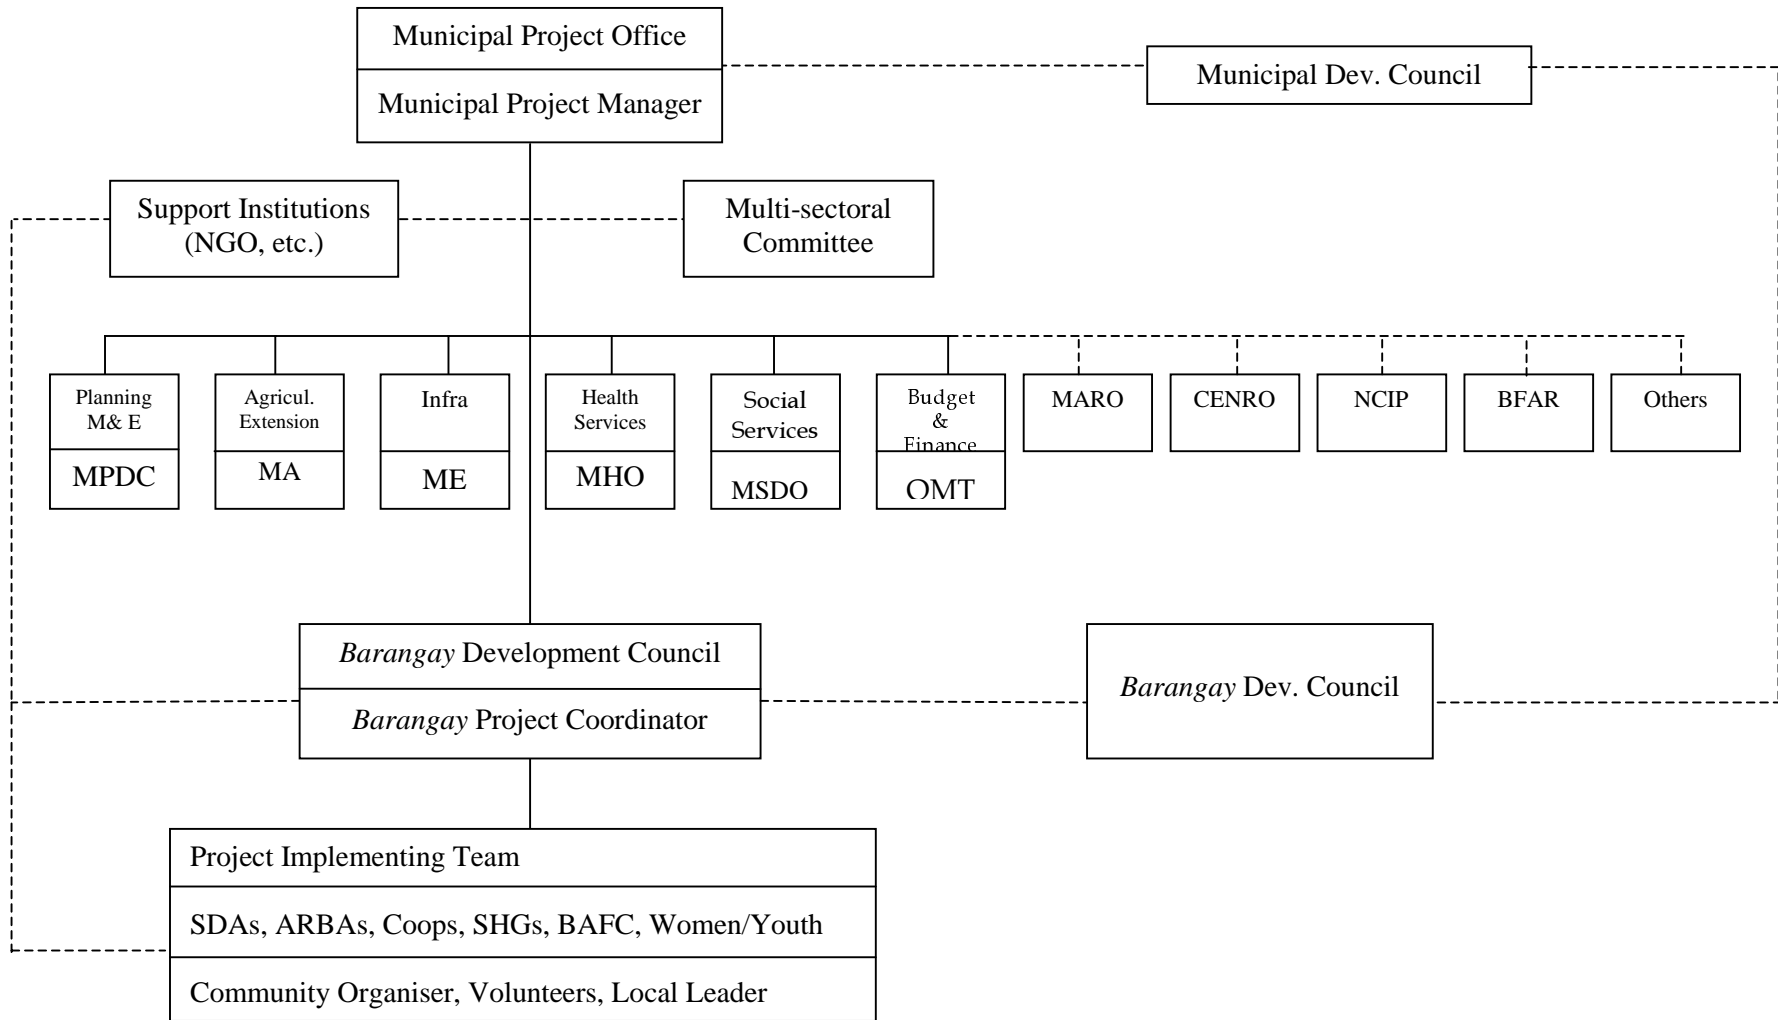 Municipal Project Office
Municipal Project Manager
Municipal Dev. Council
Support Institutions
(NGO, etc.)
Multi-sectoral
Committee
Planning
M& E
MPDC
Agricul.
Extension
MA
Infra
ME
Health
Services
MHO
Social
Services
MSDO
Budget
&
Finance
OMT
MARO
CENRO
NCIP
BFAR
Others
Barangay Development Council
Barangay Project Coordinator
Barangay Dev. Council
Project Implementing Team
SDAs, ARBAs, Coops, SHGs, BAFC, Women/Youth
Community Organiser, Volunteers, Local Leader